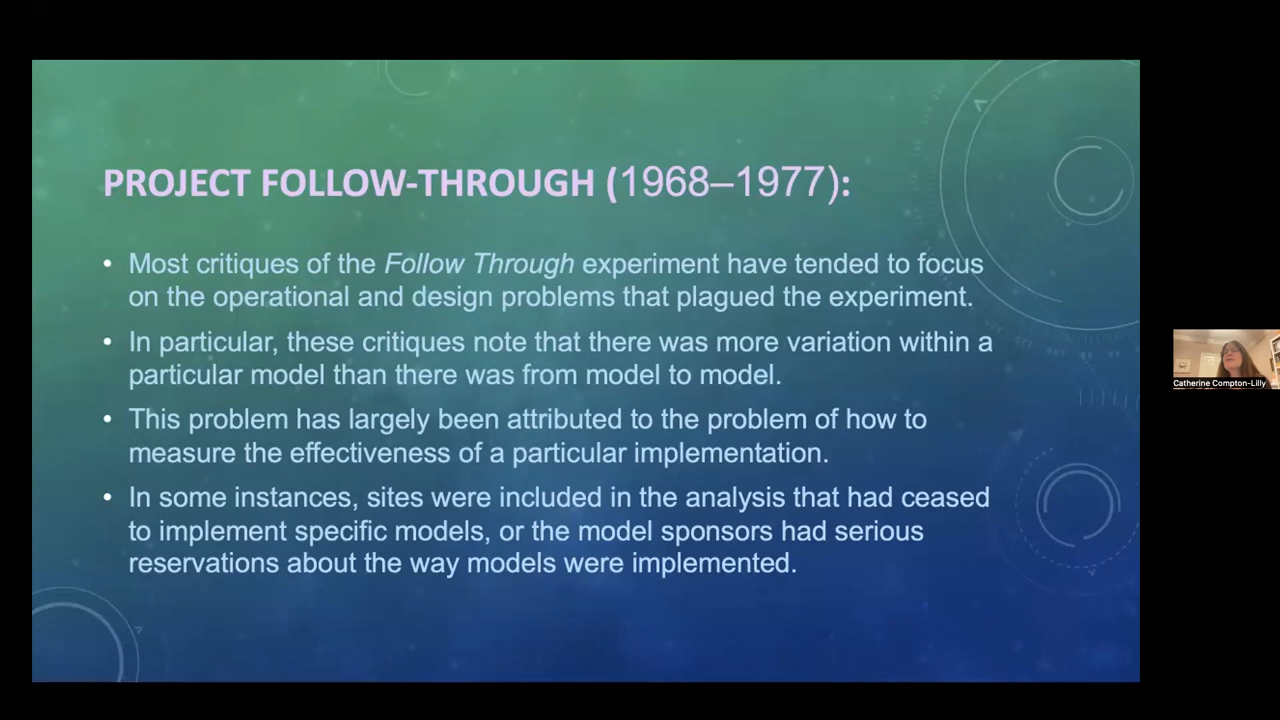 PROJECT FOLLOW-THROUGH (1968–1977):
• Most critiques of the Follow Through experiment have tended to focus
on the operational and design problems that plagued the experiment.
• In particular, these critiques note that there was more variation within a
particular model than there was from model to model.
• This problem has largely been attributed to the problem of how to
measure the effectiveness of a particular implementation.
• In some instances, sites were included in the analysis that had ceased
to implement specific models, or the model sponsors had serious
reservations about the way models were implemented.
Catherine Compton-Lilly